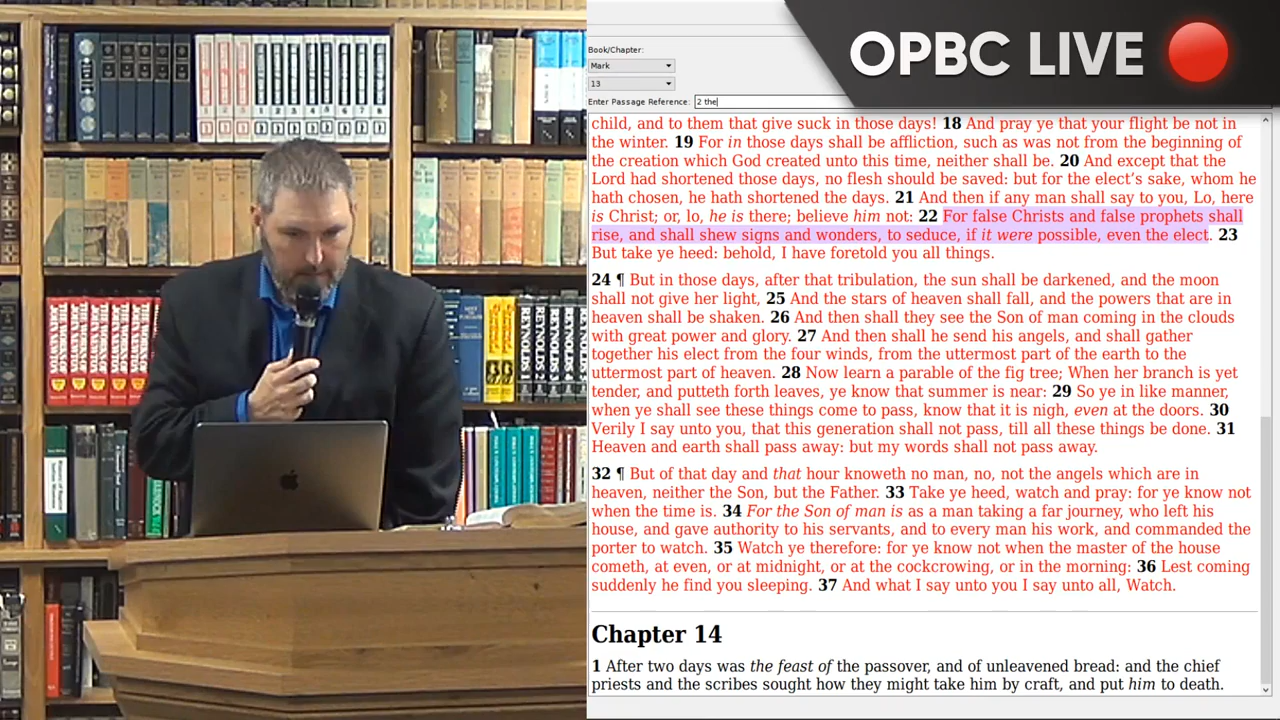 OPBC LIVE
Book/Chapter:
Mark
13
Enter Passage Reference: 2 the
child, and to them that give suck in those days! 18 And pray ye that your flight be not in
the winter. 19 For in those days shall be affliction, such as was not from the beginning of
the creation which God created unto this time, neither shall be. 20 And except that the
Lord had shortened those days, no flesh should be saved: but for the elect’s sake, whom he
hath chosen, he hath shortened the days. 21 And then if any man shall say to you, Lo, here
is Christ; or, lo, he is there; believe him not: 22 For false Christs and false prophets shall
rise, and shall shew signs and wonders, to seduce, if it were possible, even the elect. 23
But take ye heed: behold, I have foretold you all things.
24 ¶ But in those days, after that tribulation, the sun shall be darkened, and the moon
shall not give her light, 25 And the stars of heaven shall fall, and the powers that are in
heaven shall be shaken. 26 And then shall they see the Son of man coming in the clouds
with great power and glory. 27 And then shall he send his angels, and shall gather
together his elect from the four winds, from the uttermost part of the earth to the
uttermost part of heaven. 28 Now learn a parable of the fig tree; When her branch is yet
tender, and putteth forth leaves, ye know that summer is near: 29 So ye in like manner,
when ye shall see these things come to pass, know that it is nigh, even at the doors. 30
Verily I say unto you, that this generation shall not pass, till all these things be done. 31
Heaven and earth shall pass away: but my words shall not pass away.
32 ¶ But of that day and that hour knoweth no man, no, not the angels which are in
heaven, neither the Son, but the Father. 33 Take ye heed, watch and pray: for ye know not
when the time is. 34 For the Son of man is as a man taking a far journey, who left his
house, and gave authority to his servants, and to every man his work, and commanded the
porter to watch. 35 Watch ye therefore: for ye know not when the master of the house
cometh, at even, or at midnight, or at the cockcrowing, or in the morning: 36 Lest coming
suddenly he find you sleeping. 37 And what I say unto you I say unto all, Watch.
Chapter 14
1 After two days was the feast of the passover, and of unleavened bread: and the chief
priests and the scribes sought how they might take him by craft, and put him to death.
REYNOLDS
REYNOLDS